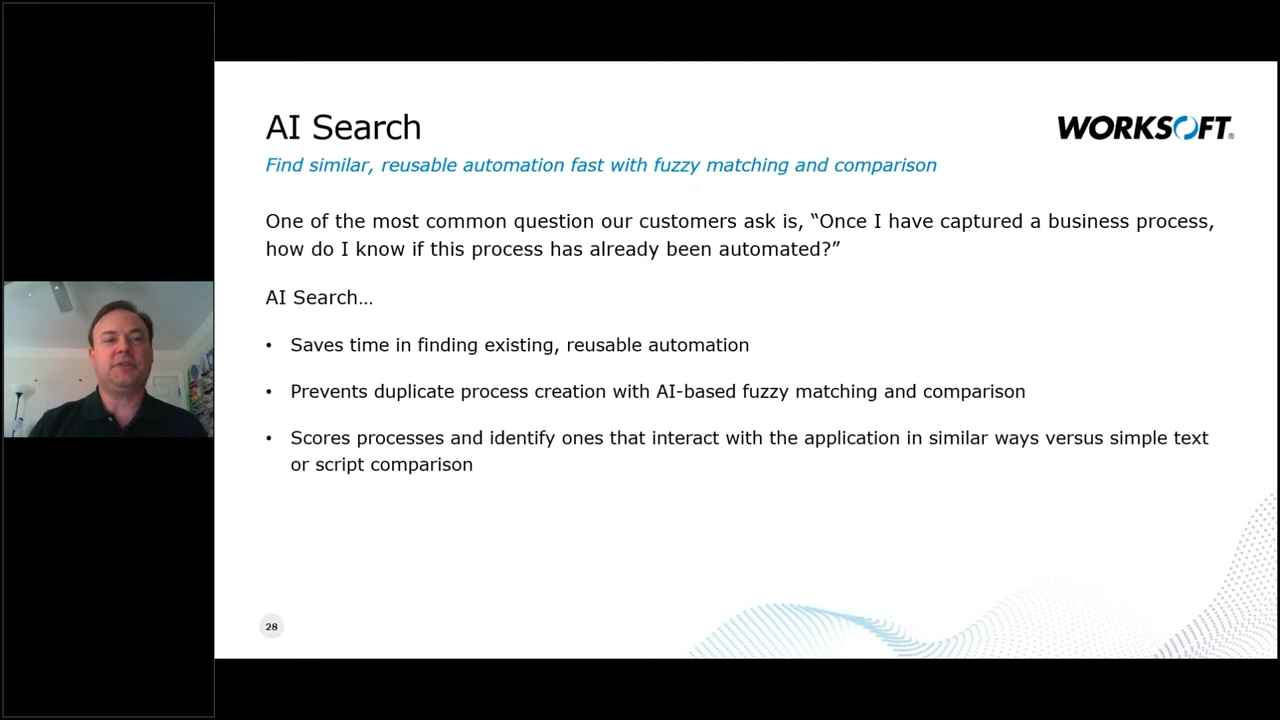 AI Search
WORKSOFT®
Find similar, reusable automation fast with fuzzy matching and comparison
One of the most common question our customers ask is, “Once I have captured a business process,
how do I know if this process has already been automated?”
AI Search…
• Saves time in finding existing, reusable automation
• Prevents duplicate process creation with AI-based fuzzy matching and comparison
• Scores processes and identify ones that interact with the application in similar ways versus simple text
or script comparison
28